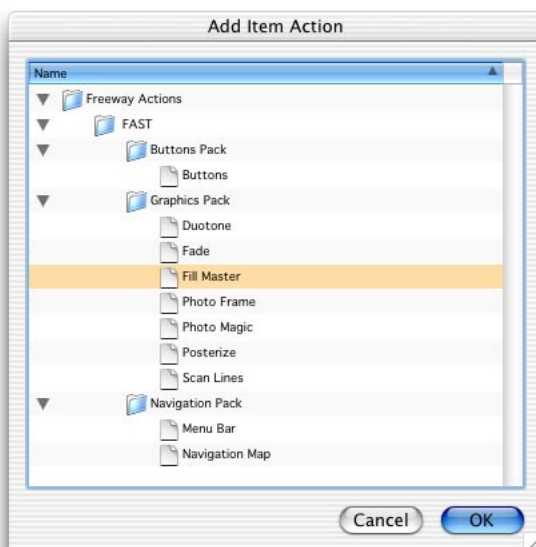 Add Item Action
Name
Freeway Actions
FAST
Buttons Pack
Buttons
Graphics Pack
Duotone
Fade
Fill Master
Photo Frame
Photo Magic
Posterize
Scan Lines
Navigation Pack
Menu Bar
Navigation Map
Cancel OK